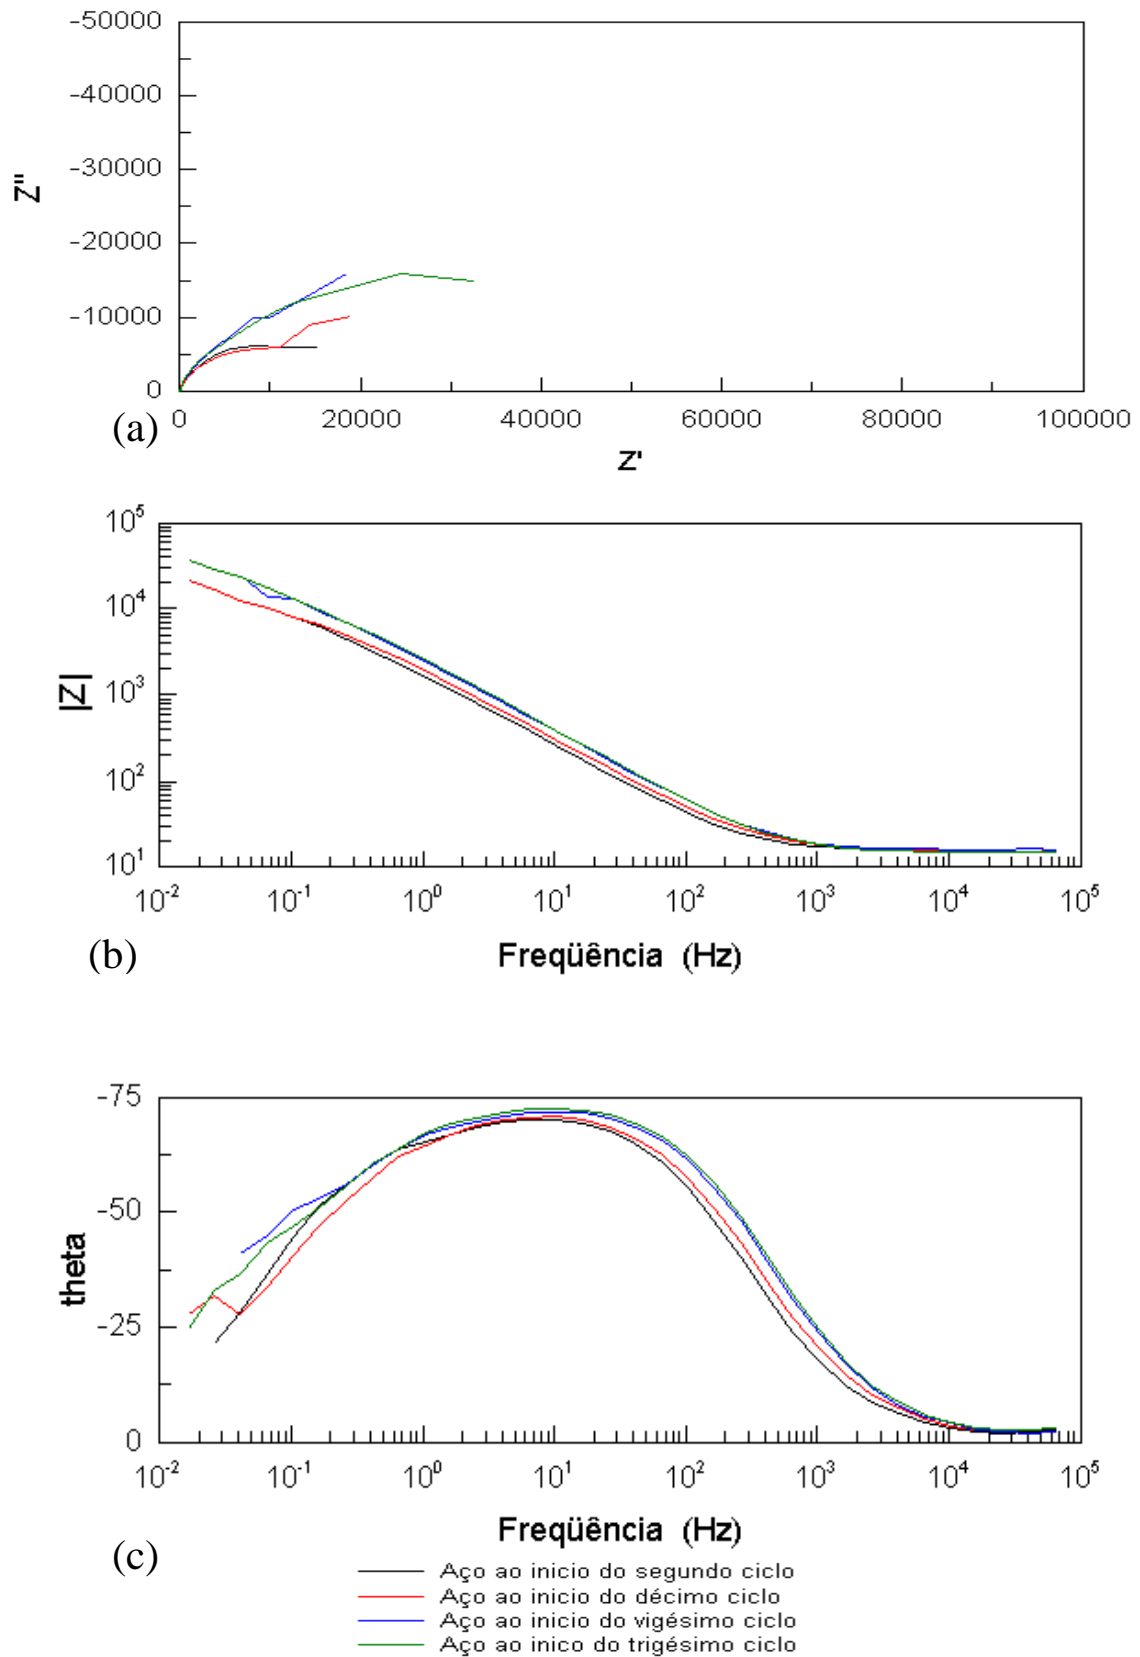 -50000
-40000
-30000
-20000
-10000
0
Z"
0 20000 40000 60000 80000 100000
(a)
Z'
10^5
10^4
10^3
10^2
10^1
|Z|
10^-2 10^-1 10^0 10^1 10^2 10^3 10^4 10^5
(b)
Freqüência (Hz)
-75
-50
-25
0
theta
10^-2 10^-1 10^0 10^1 10^2 10^3 10^4 10^5
Freqüência (Hz)
(c)
Aço ao inicio do segundo ciclo
Aço ao inicio do décimo ciclo
Aço ao inicio do vigésimo ciclo
Aço ao inico do trigésimo ciclo